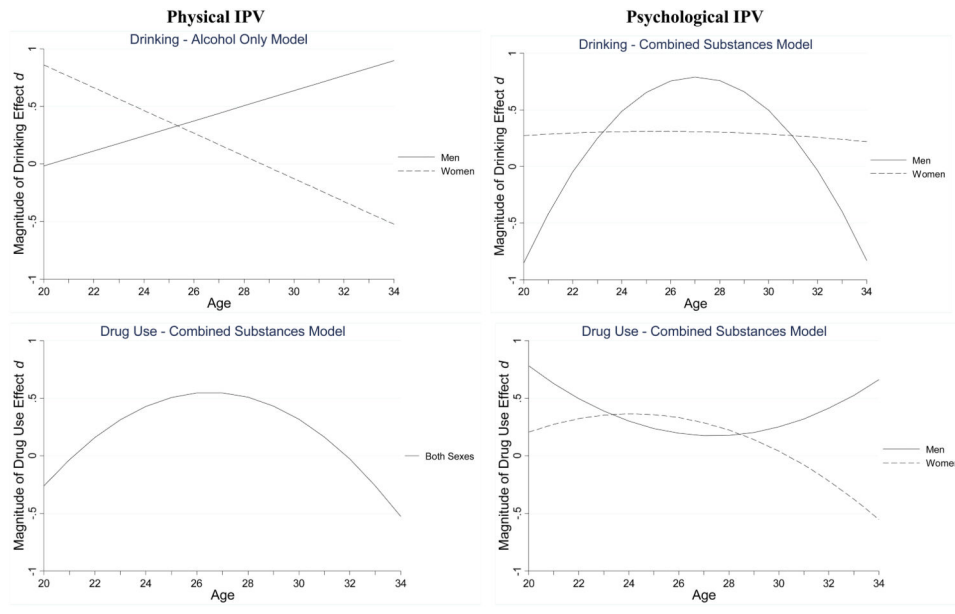 Physical IPV
Psychological IPV
Drinking - Alcohol Only Model
Magnitude of Drinking Effect d
1
.5
0
-.5
-1
20 22 24 26 28 30 32 34
Age
Men
Women
Drinking - Combined Substances Model
Magnitude of Drinking Effect d
1
.5
0
-.5
-1
20 22 24 26 28 30 32 34
Age
Men
Women
Drug Use - Combined Substances Model
Magnitude of Drug Use Effect d
1
.5
0
-.5
-1
20 22 24 26 28 30 32 34
Age
Both Sexes
Drug Use - Combined Substances Model
Magnitude of Drug Use Effect d
1
.5
0
-.5
-1
20 22 24 26 28 30 32 34
Age
Men
Wome